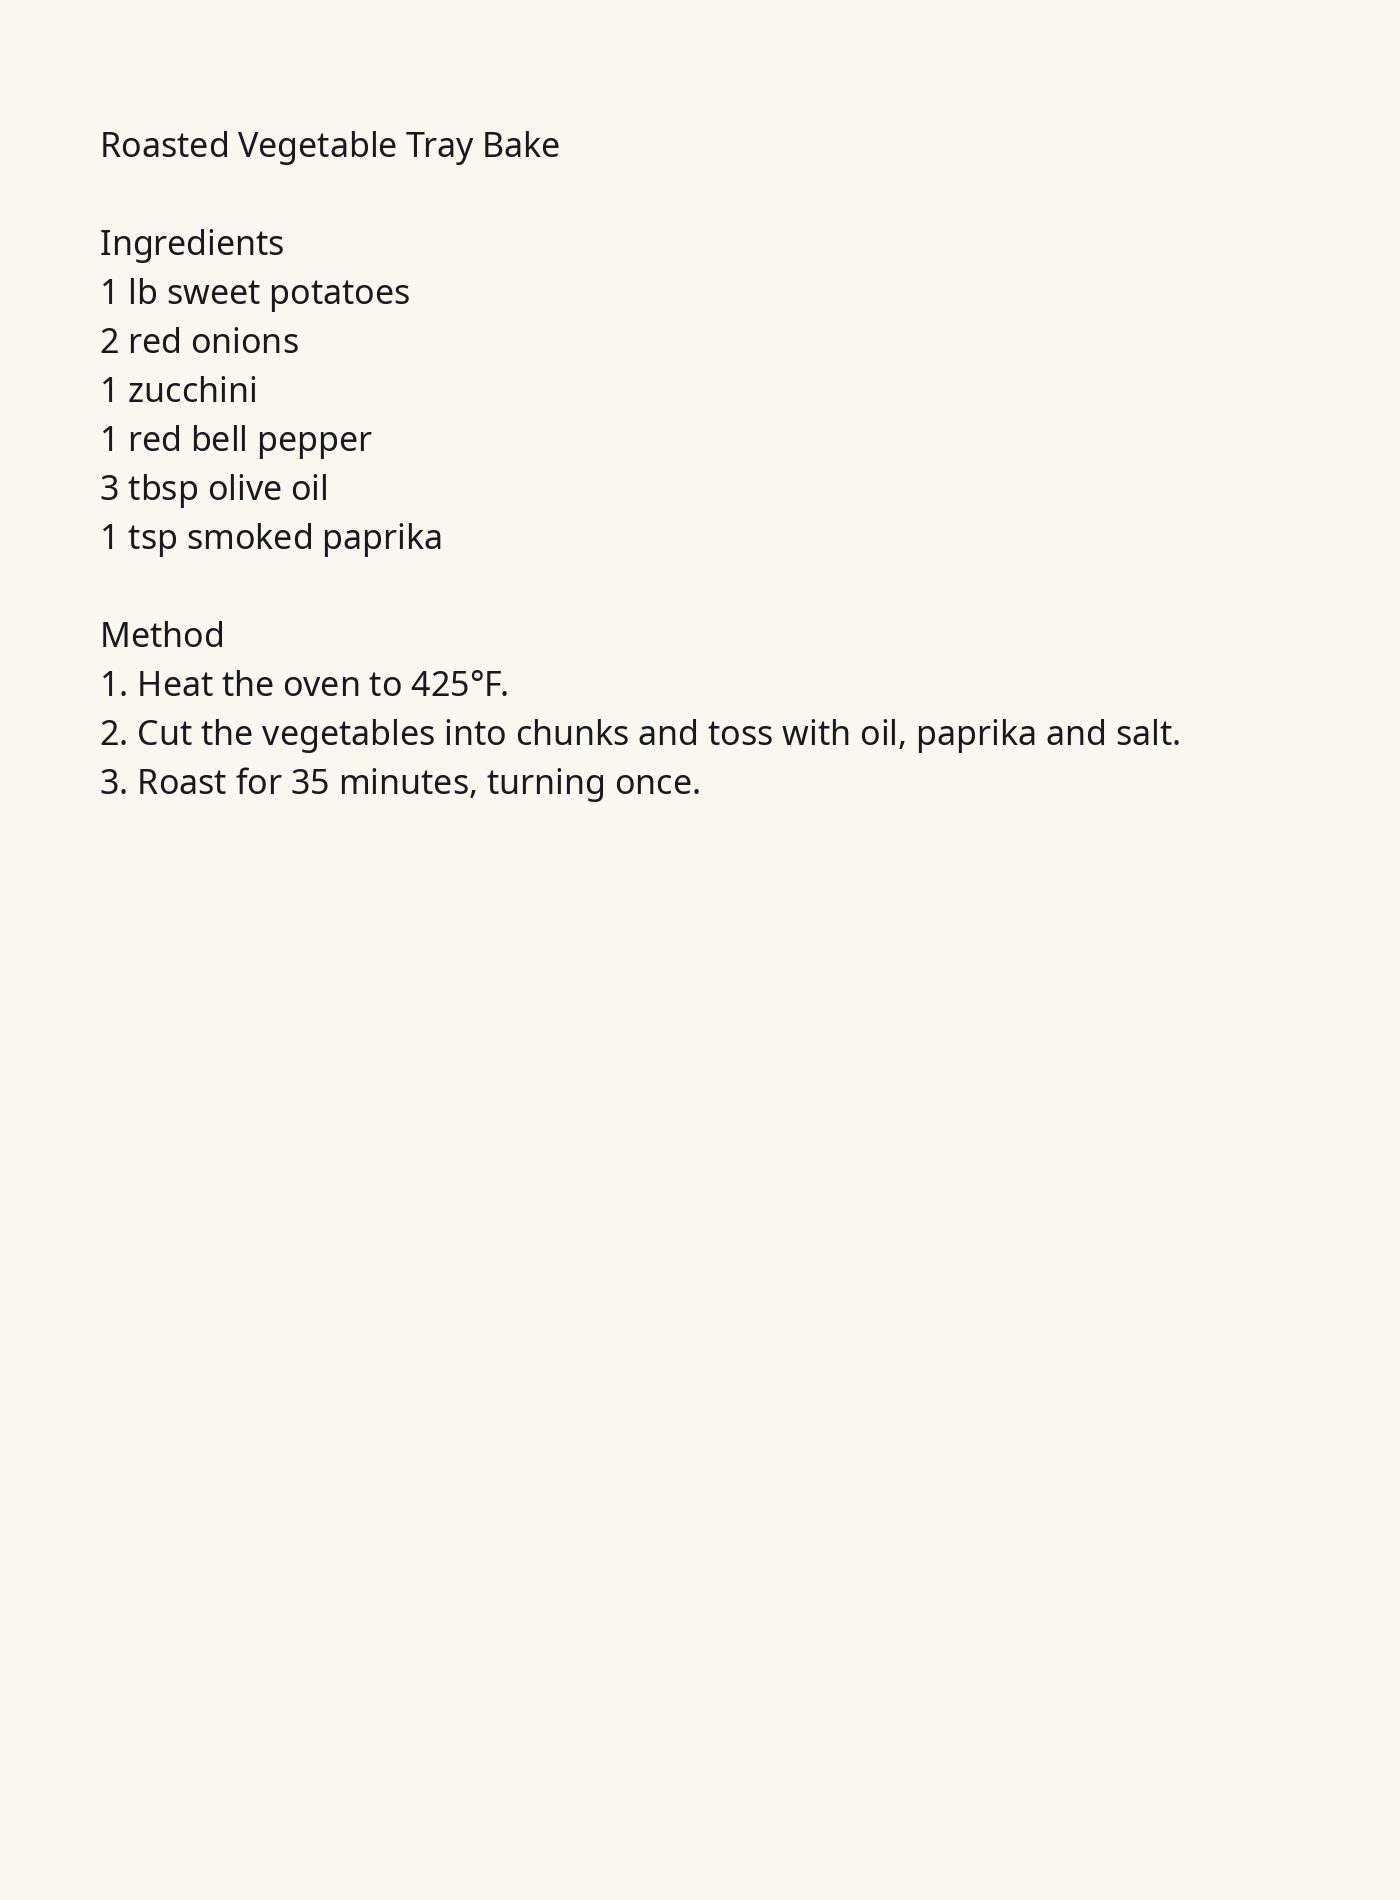 Roasted Vegetable Tray Bake
Ingredients
1 lb sweet potatoes
2 red onions
1 zucchini
1 red bell pepper
3 tbsp olive oil
1 tsp smoked paprika
Method
1. Heat the oven to 425°F.
2. Cut the vegetables into chunks and toss with oil, paprika and salt.
3. Roast for 35 minutes, turning once.